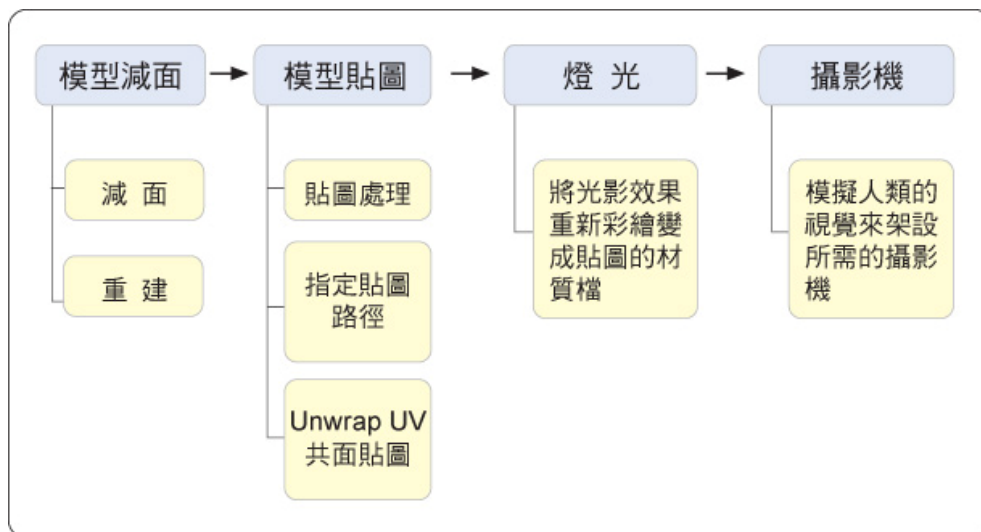 模型減面
模型貼圖
燈 光
攝影機
減 面
重 建
貼圖處理
指定貼圖
路徑
Unwrap UV
共面貼圖
將光影效果
重新彩繪變
成貼圖的材
質檔
模擬人類的
視覺來架設
所需的攝影
機